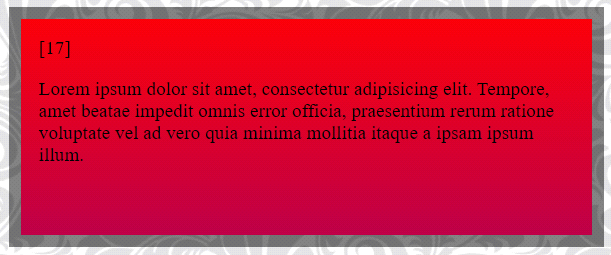 [17]
Lorem ipsum dolor sit amet, consectetur adipisicing elit. Tempore,
amet beatae impedit omnis error officia, praesentium rerum ratione
voluptate vel ad vero quia minima mollitia itaque a ipsam ipsum
illum.